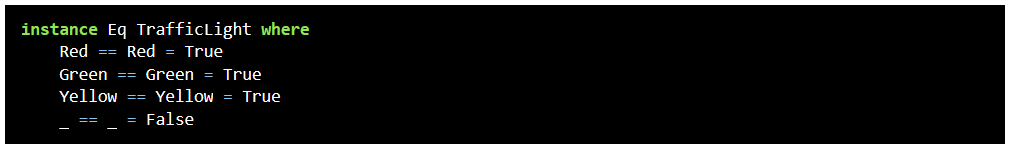 instance Eq TrafficLight where
    Red == Red = True
    Green == Green = True
    Yellow == Yellow = True
    _ == _ = False